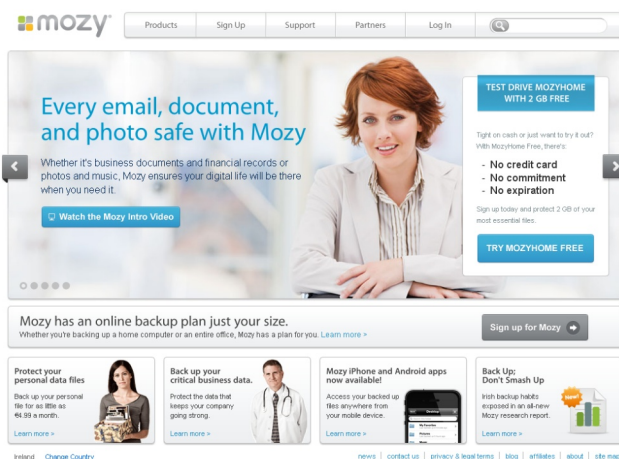 mozy
Products
Sign Up
Support
Partners
Log In
Every email, document,
and photo safe with Mozy
Whether it's business documents and financial records or
photos and music, Mozy ensures your digital life will be there
when you need it.
Watch the Mozy Intro Video
TEST DRIVE MOZYHOME
WITH 2 GB FREE
Tight on cash or just want to try it out?
With MozyHome Free, there's:
- No credit card
- No commitment
- No expiration
Sign up today and protect 2 GB of your
most essential files.
TRY MOZYHOME FREE
Mozy has an online backup plan just your size.
Whether you're backing up a home computer or an entire office, Mozy has a plan for you. Learn more »
Sign up for Mozy
Protect your
personal data files
Back up your personal
file for as little as
€4.99 a month.
Learn more »
Back up your
critical business data.
Protect the data that
keeps your company
going strong.
Learn more »
Mozy iPhone and Android apps
now available!
Access your backed up
files anywhere from
your mobile device.
Learn more »
Back Up;
Don't Smash Up
Irish backup habits
exposed in an all-new
Mozy research report.
Learn more »
New!
Ireland Change Country
news | contact us | privacy & legal terms | blog | affiliates | about | site map